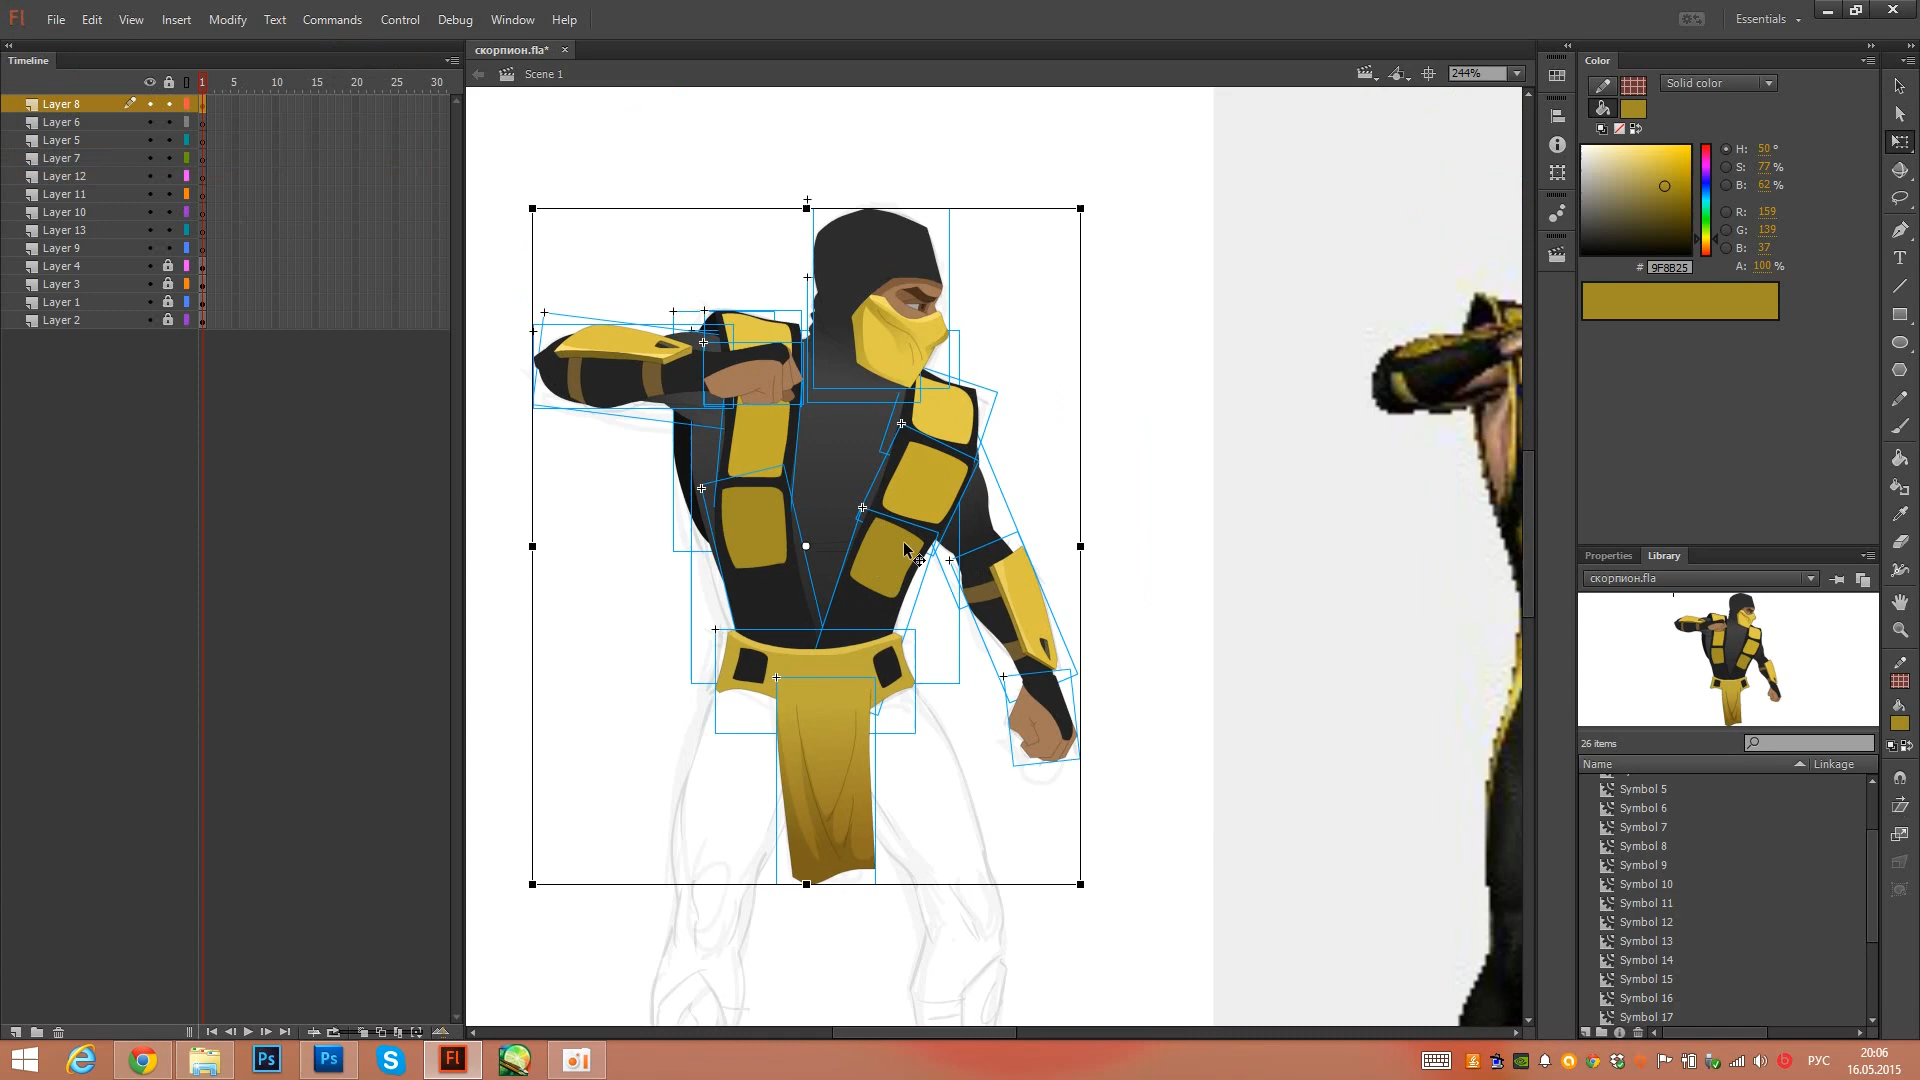 Fl File Edit View Insert Modify Text Commands Control Debug Window Help Essentials
Timeline
скорпион.fla*
Scene 1
244%
1 5 10 15 20 25 30
Layer 8
Layer 6
Layer 5
Layer 7
Layer 12
Layer 11
Layer 10
Layer 13
Layer 9
Layer 4
Layer 3
Layer 1
Layer 2
Color
Solid color
H: 50 °
S: 77 %
B: 62 %
R: 159
G: 139
B: 37
# 9F8B25
A: 100 %
Properties Library
скорпион.fla
26 items
Name Linkage
Symbol 5
Symbol 6
Symbol 7
Symbol 8
Symbol 9
Symbol 10
Symbol 11
Symbol 12
Symbol 13
Symbol 14
Symbol 15
Symbol 16
Symbol 17
Ps Ps Fl
РУС
20:06
16.05.2015